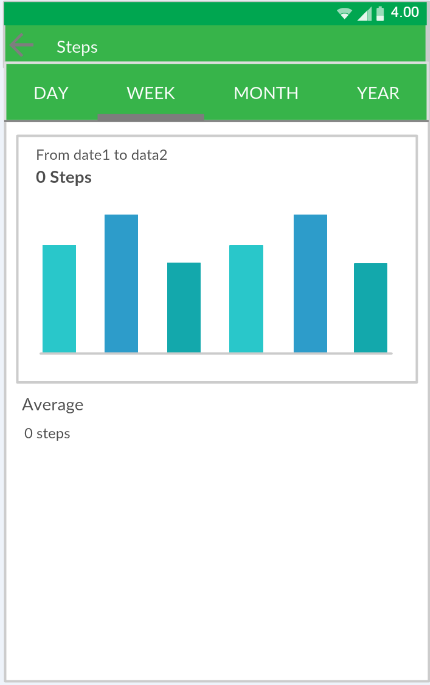 4.00
Steps
DAY WEEK MONTH YEAR
From date1 to data2
0 Steps
Average
0 steps